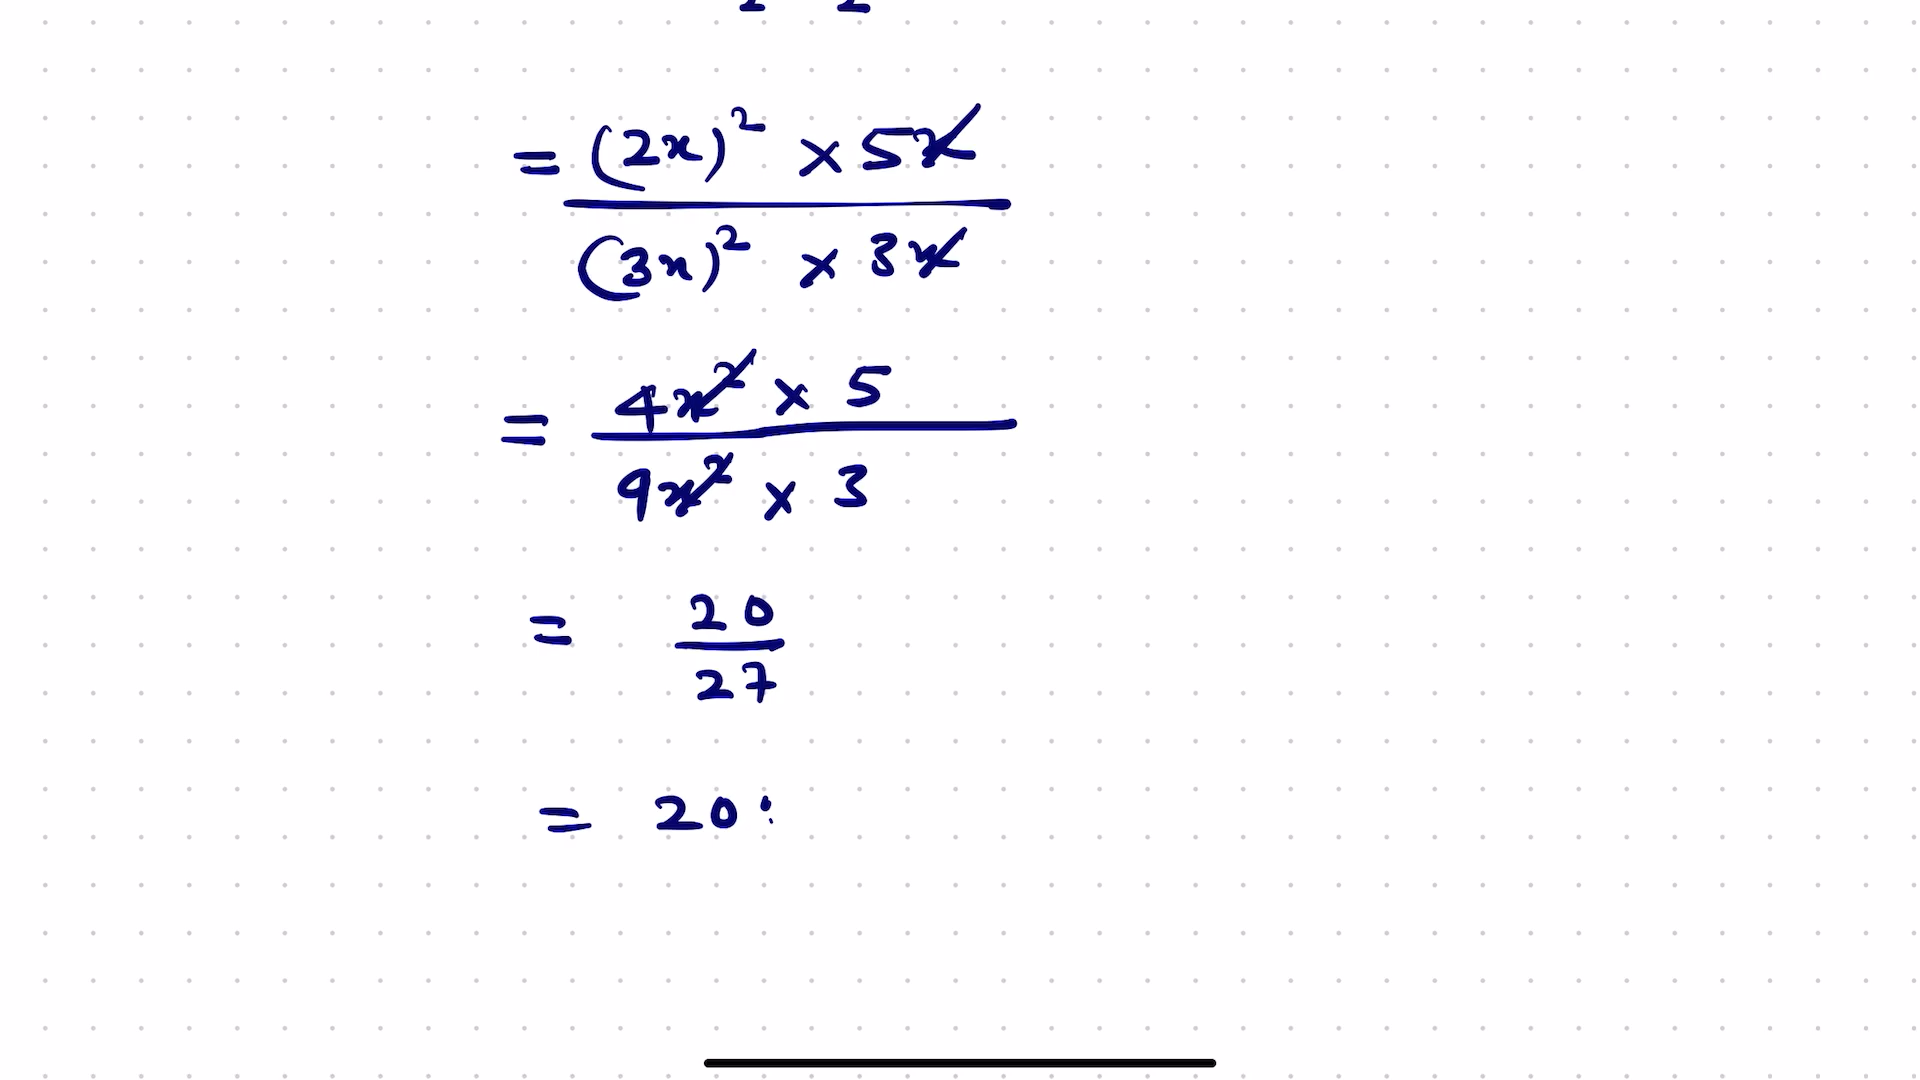 = (2x)² × 5x
(3x)² × 3x
= 4x² × 5
9x² × 3
= 20
27
= 20: